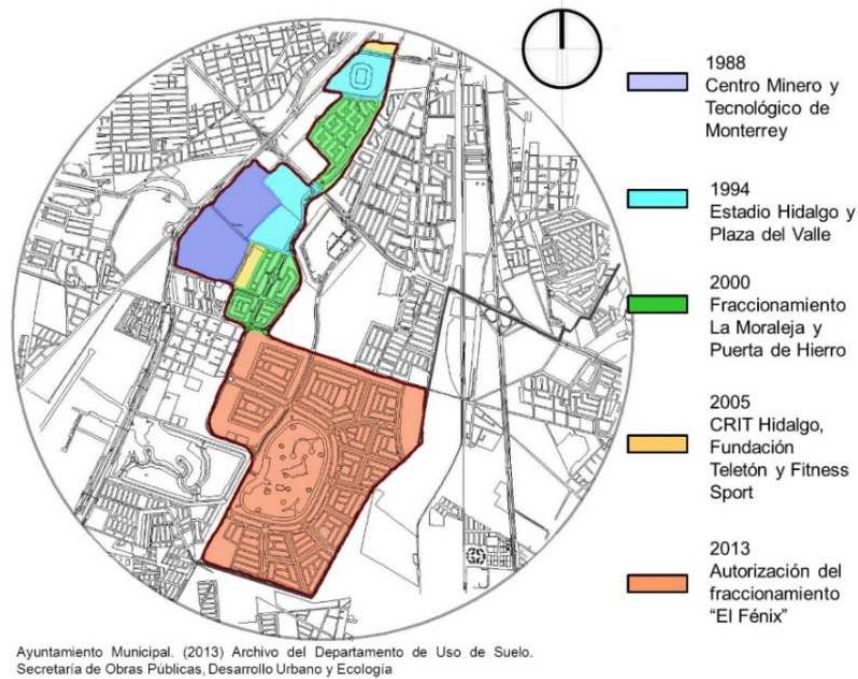 1988
Centro Minero y
Tecnológico de
Monterrey
1994
Estadio Hidalgo y
Plaza del Valle
2000
Fraccionamiento
La Moraleja y
Puerta de Hierro
2005
CRIT Hidalgo,
Fundación
Teletón y Fitness
Sport
2013
Autorización del
fraccionamiento
“El Fénix”
Ayuntamiento Municipal. (2013) Archivo del Departamento de Uso de Suelo.
Secretaría de Obras Públicas, Desarrollo Urbano y Ecología